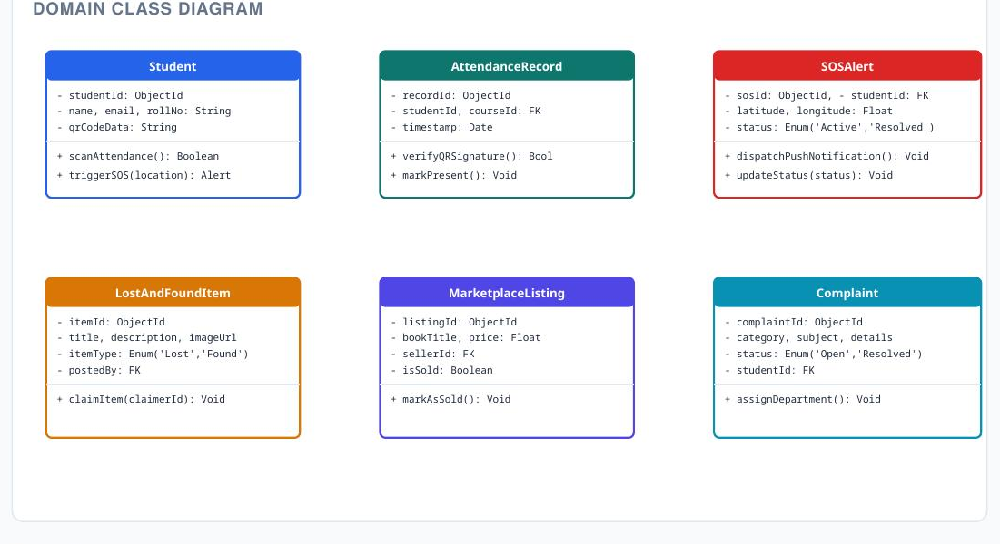 DOMAIN CLASS DIAGRAM
Student
- studentId: ObjectId
- name, email, rollNo: String
- qrCodeData: String
+ scanAttendance(): Boolean
+ triggerSOS(location): Alert
AttendanceRecord
- recordId: ObjectId
- studentId, courseId: FK
- timestamp: Date
+ verifyQRSignature(): Bool
+ markPresent(): Void
SOSAlert
- sosId: ObjectId, - studentId: FK
- latitude, longitude: Float
- status: Enum('Active','Resolved')
+ dispatchPushNotification(): Void
+ updateStatus(status): Void
LostAndFoundItem
- itemId: ObjectId
- title, description, imageUrl
- itemType: Enum('Lost','Found')
- postedBy: FK
+ claimItem(claimerId): Void
MarketplaceListing
- listingId: ObjectId
- bookTitle, price: Float
- sellerId: FK
- isSold: Boolean
+ markAsSold(): Void
Complaint
- complaintId: ObjectId
- category, subject, details
- status: Enum('Open','Resolved')
- studentId: FK
+ assignDepartment(): Void